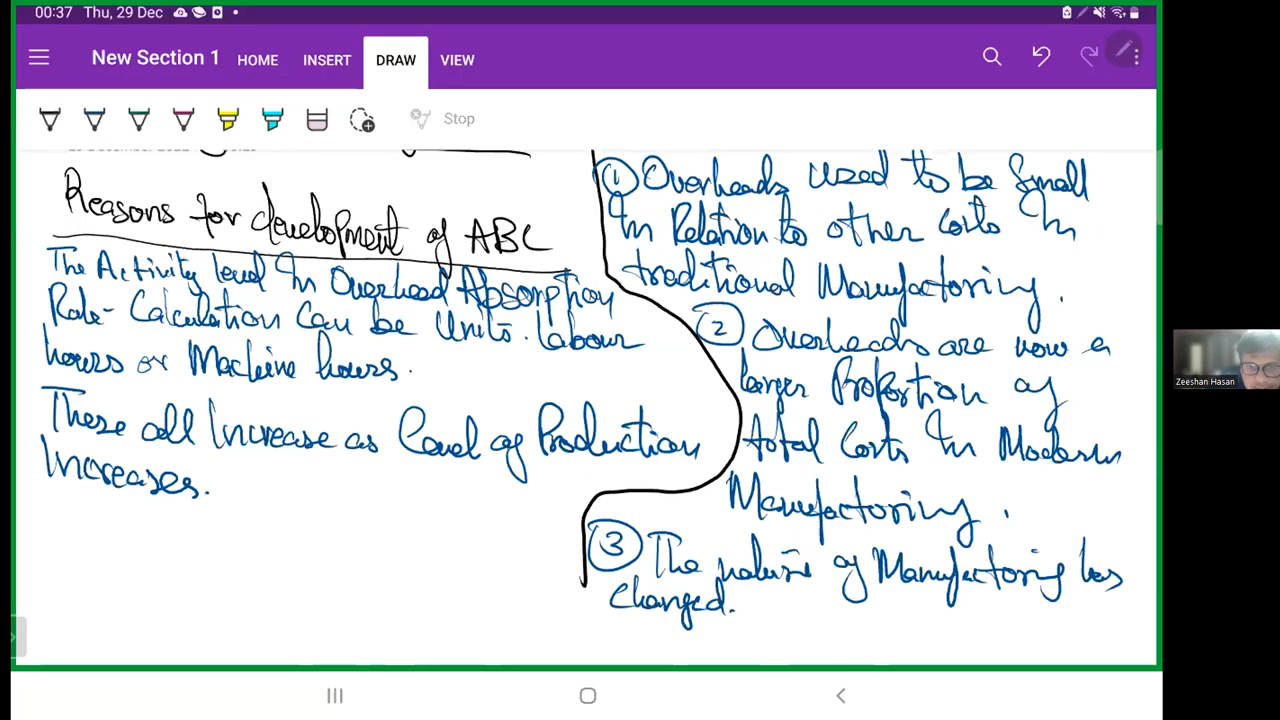 00:37 Thu, 29 Dec
New Section 1 HOME INSERT DRAW VIEW
Stop
Reasons for development of ABC
The Activity level In Overhead Absorption
Rate-Calculation Can be Units. labour
hours or Machine hours.
These all Increase as level of Production
Increases.
① Overheads used to be Small
In Relation to other Costs In
traditional Manufactoring.
② Overheads are now a
larger Proportion of
total Costs In Modern
Manufactoring.
③ The nature of Manufactoring has
changed.
Zeeshan Hasan